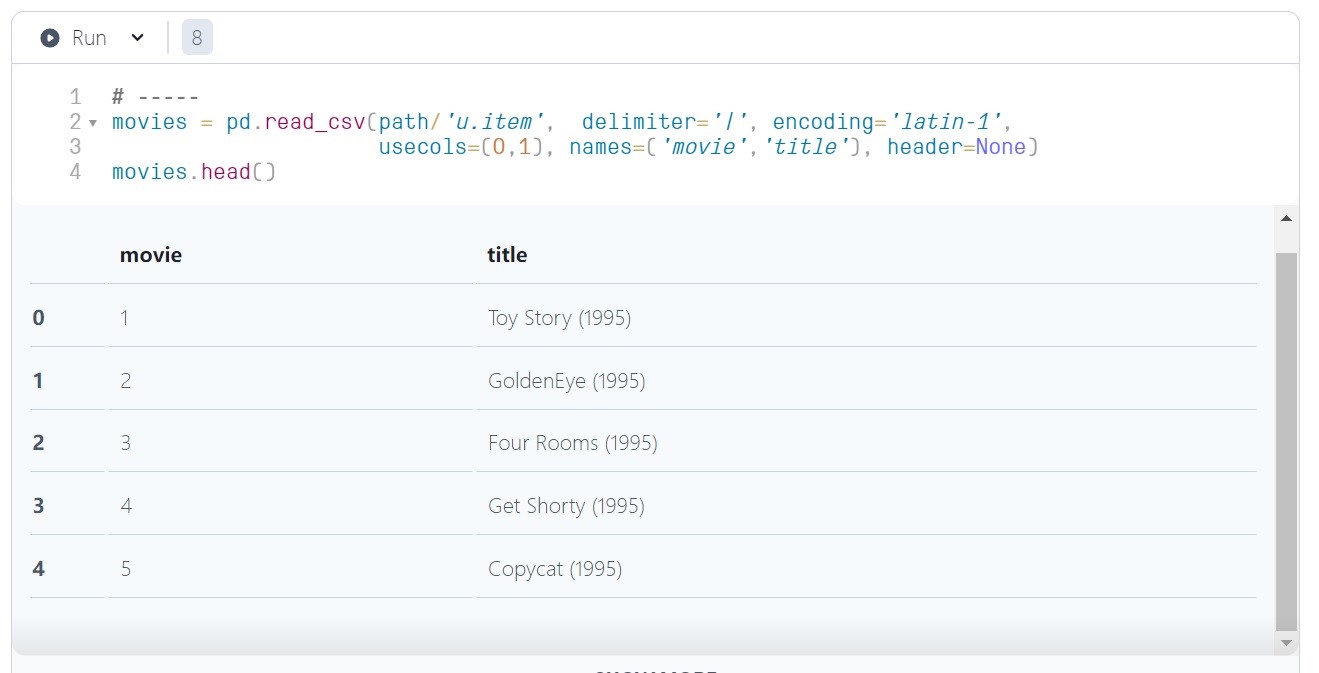 Run 8
1 # -----
2 movies = pd.read_csv(path/'u.item',  delimiter='|', encoding='latin-1',
3                      usecols=(0,1), names=('movie','title'), header=None)
4 movies.head()
movie title
0 1 Toy Story (1995)
1 2 GoldenEye (1995)
2 3 Four Rooms (1995)
3 4 Get Shorty (1995)
4 5 Copycat (1995)